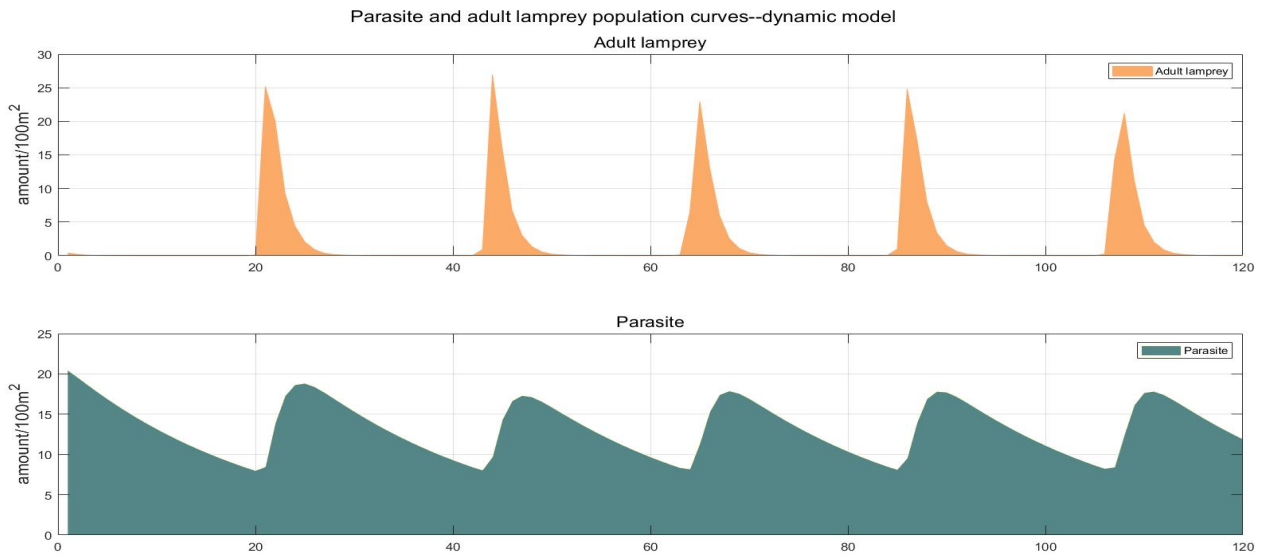 Parasite and adult lamprey population curves--dynamic model
Adult lamprey
30
25
20
15
10
5
0
amount/100m²
Adult lamprey
0 20 40 60 80 100 120
Parasite
25
20
15
10
5
0
amount/100m²
Parasite
0 20 40 60 80 100 120